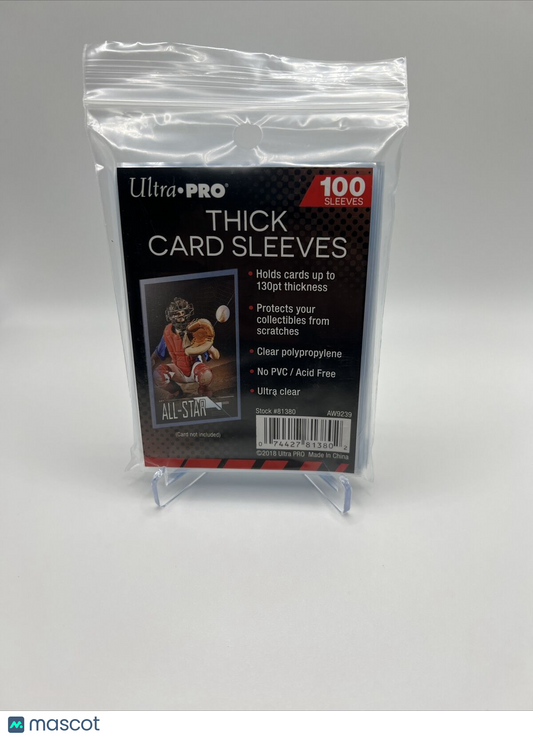 Ultra•PRO®
100
SLEEVES
THICK
CARD SLEEVES
• Holds cards up to
130pt thickness
• Protects your
collectibles from
scratches
• Clear polypropylene
• No PVC / Acid Free
• Ultra clear
ALL-STAR
(Card not included)
Stock #81380
AW9239
0 74427 81380 2
©2018 Ultra PRO Made in China
mascot